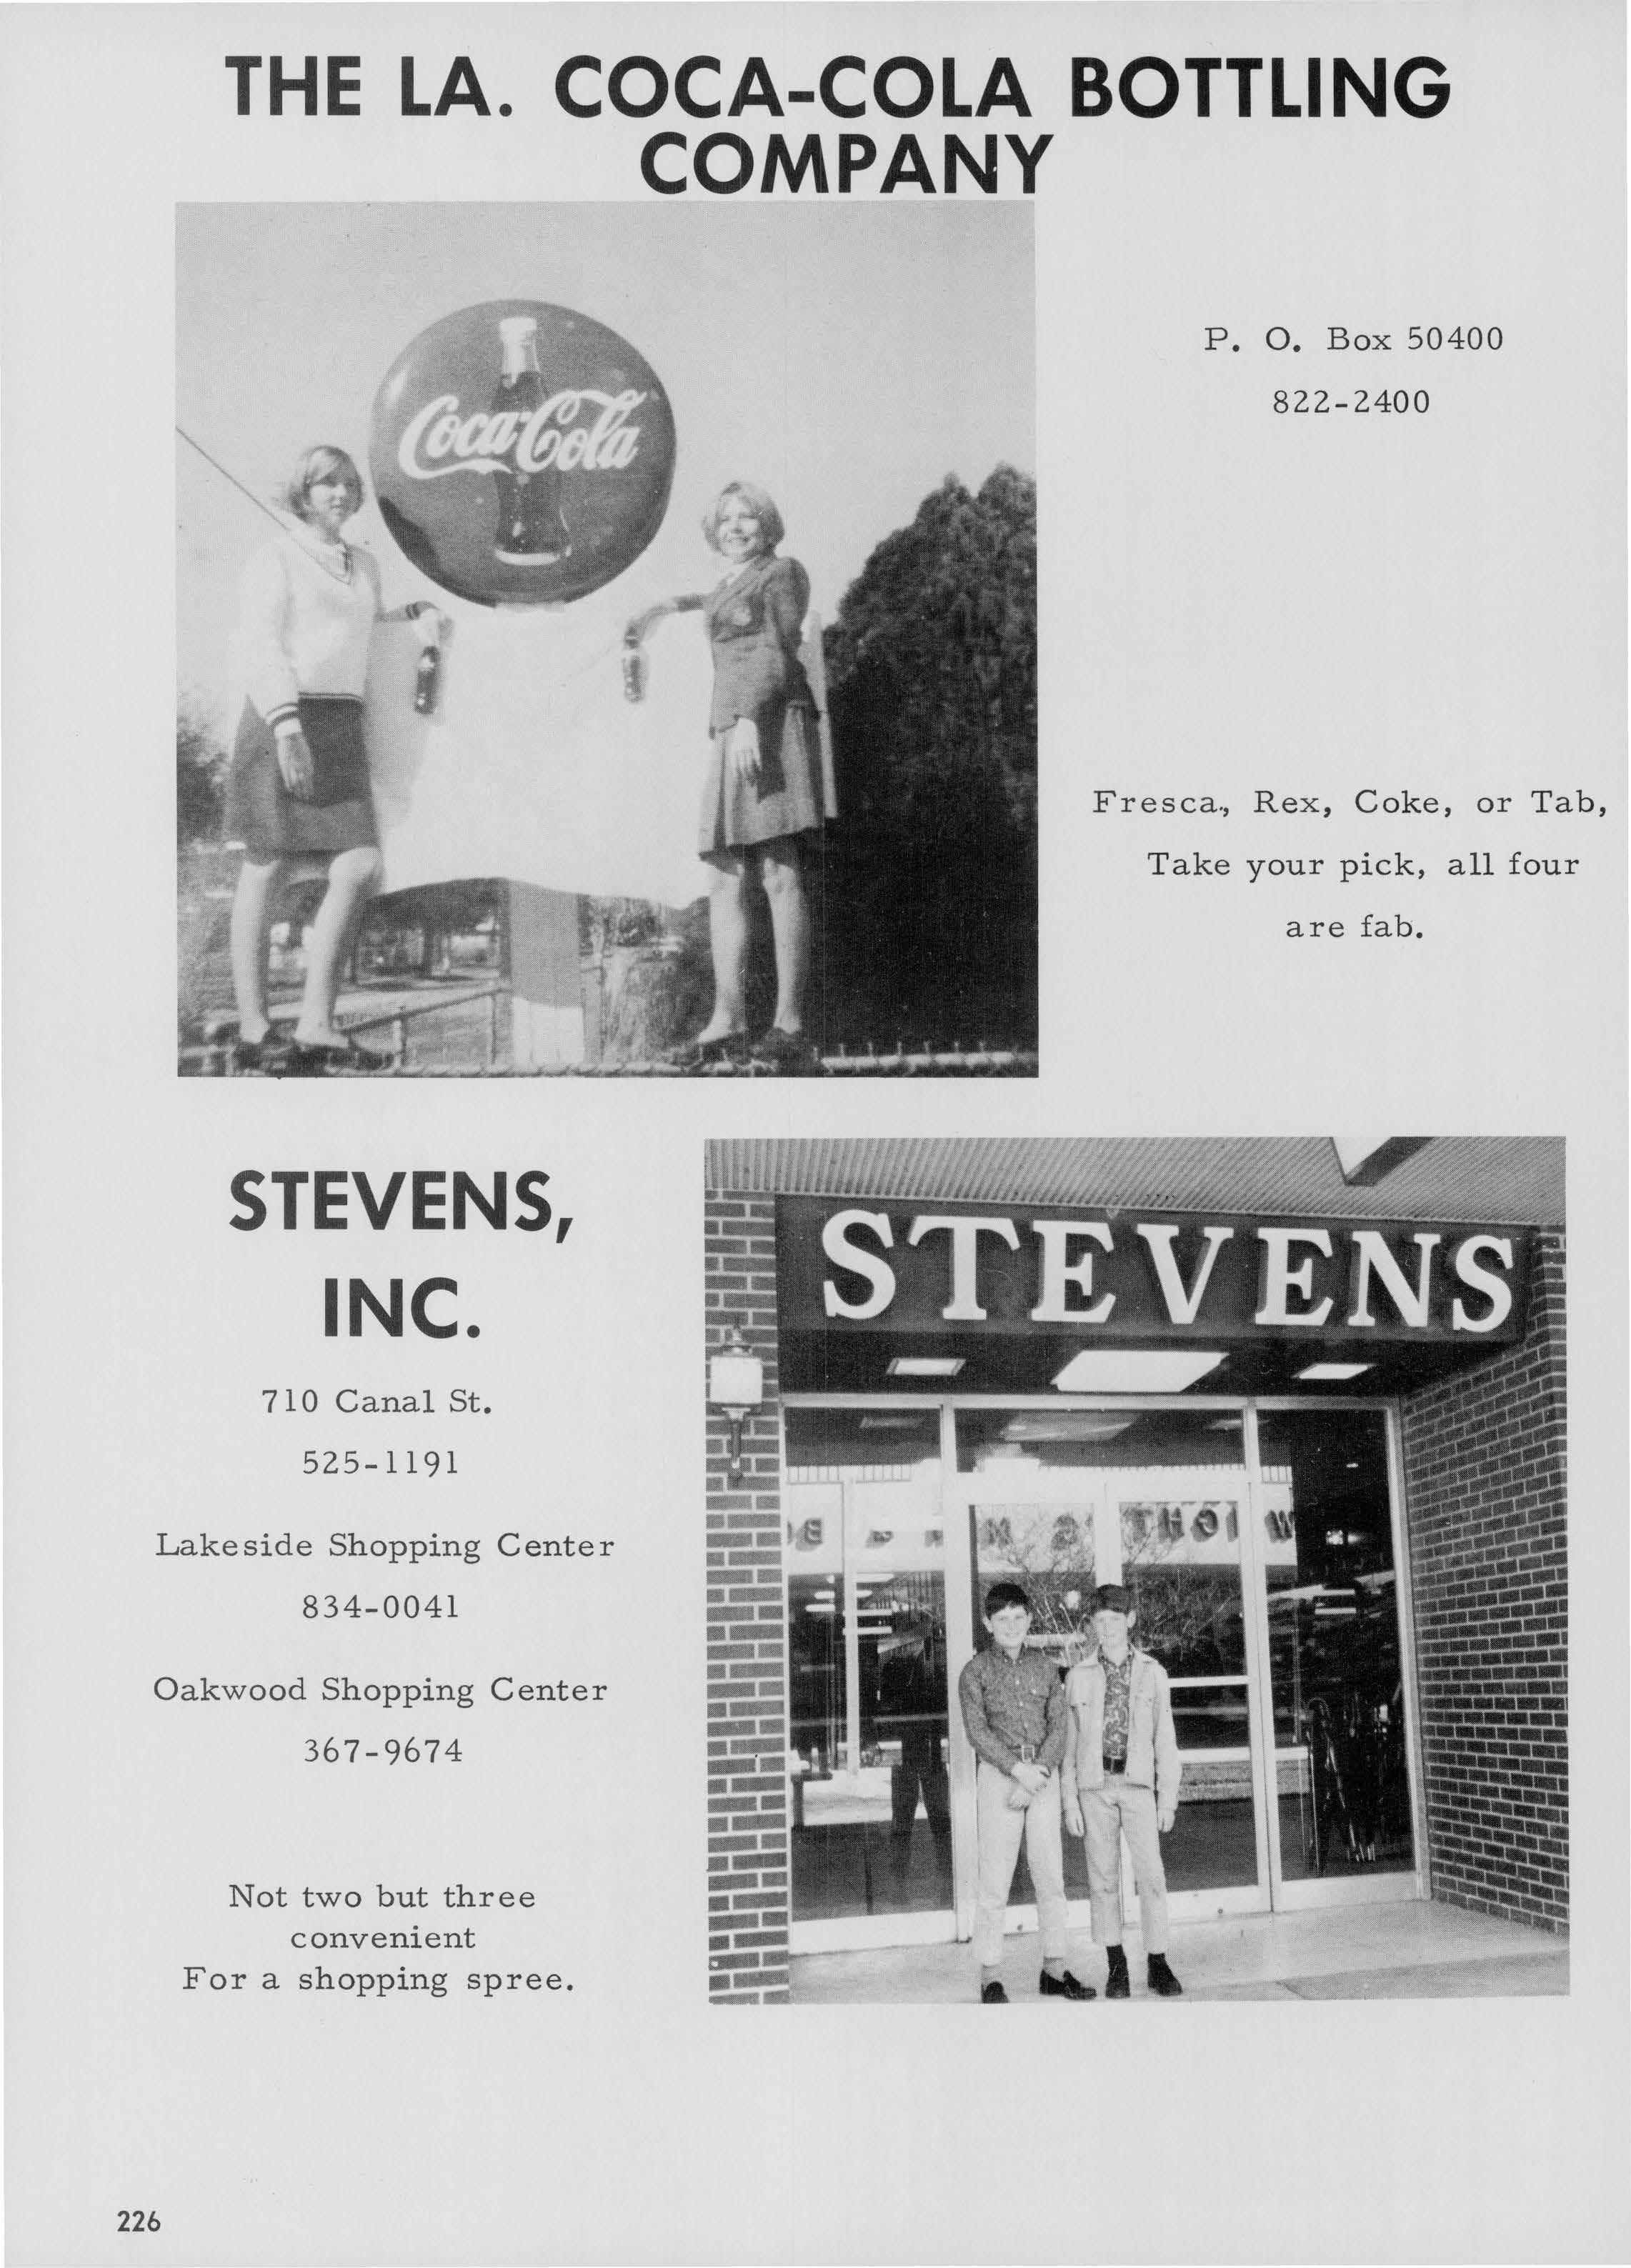 THE LA. COCA-COLA BOTTLING
COMPANY
Coca-Cola
P. O. Box 50400
822-2400
Fresca, Rex, Coke, or Tab,
Take your pick, all four
are fab.
STEVENS,
INC.
710 Canal St.
525-1191
Lakeside Shopping Center
834-0041
Oakwood Shopping Center
367-9674
Not two but three
convenient
For a shopping spree.
STEVENS
226